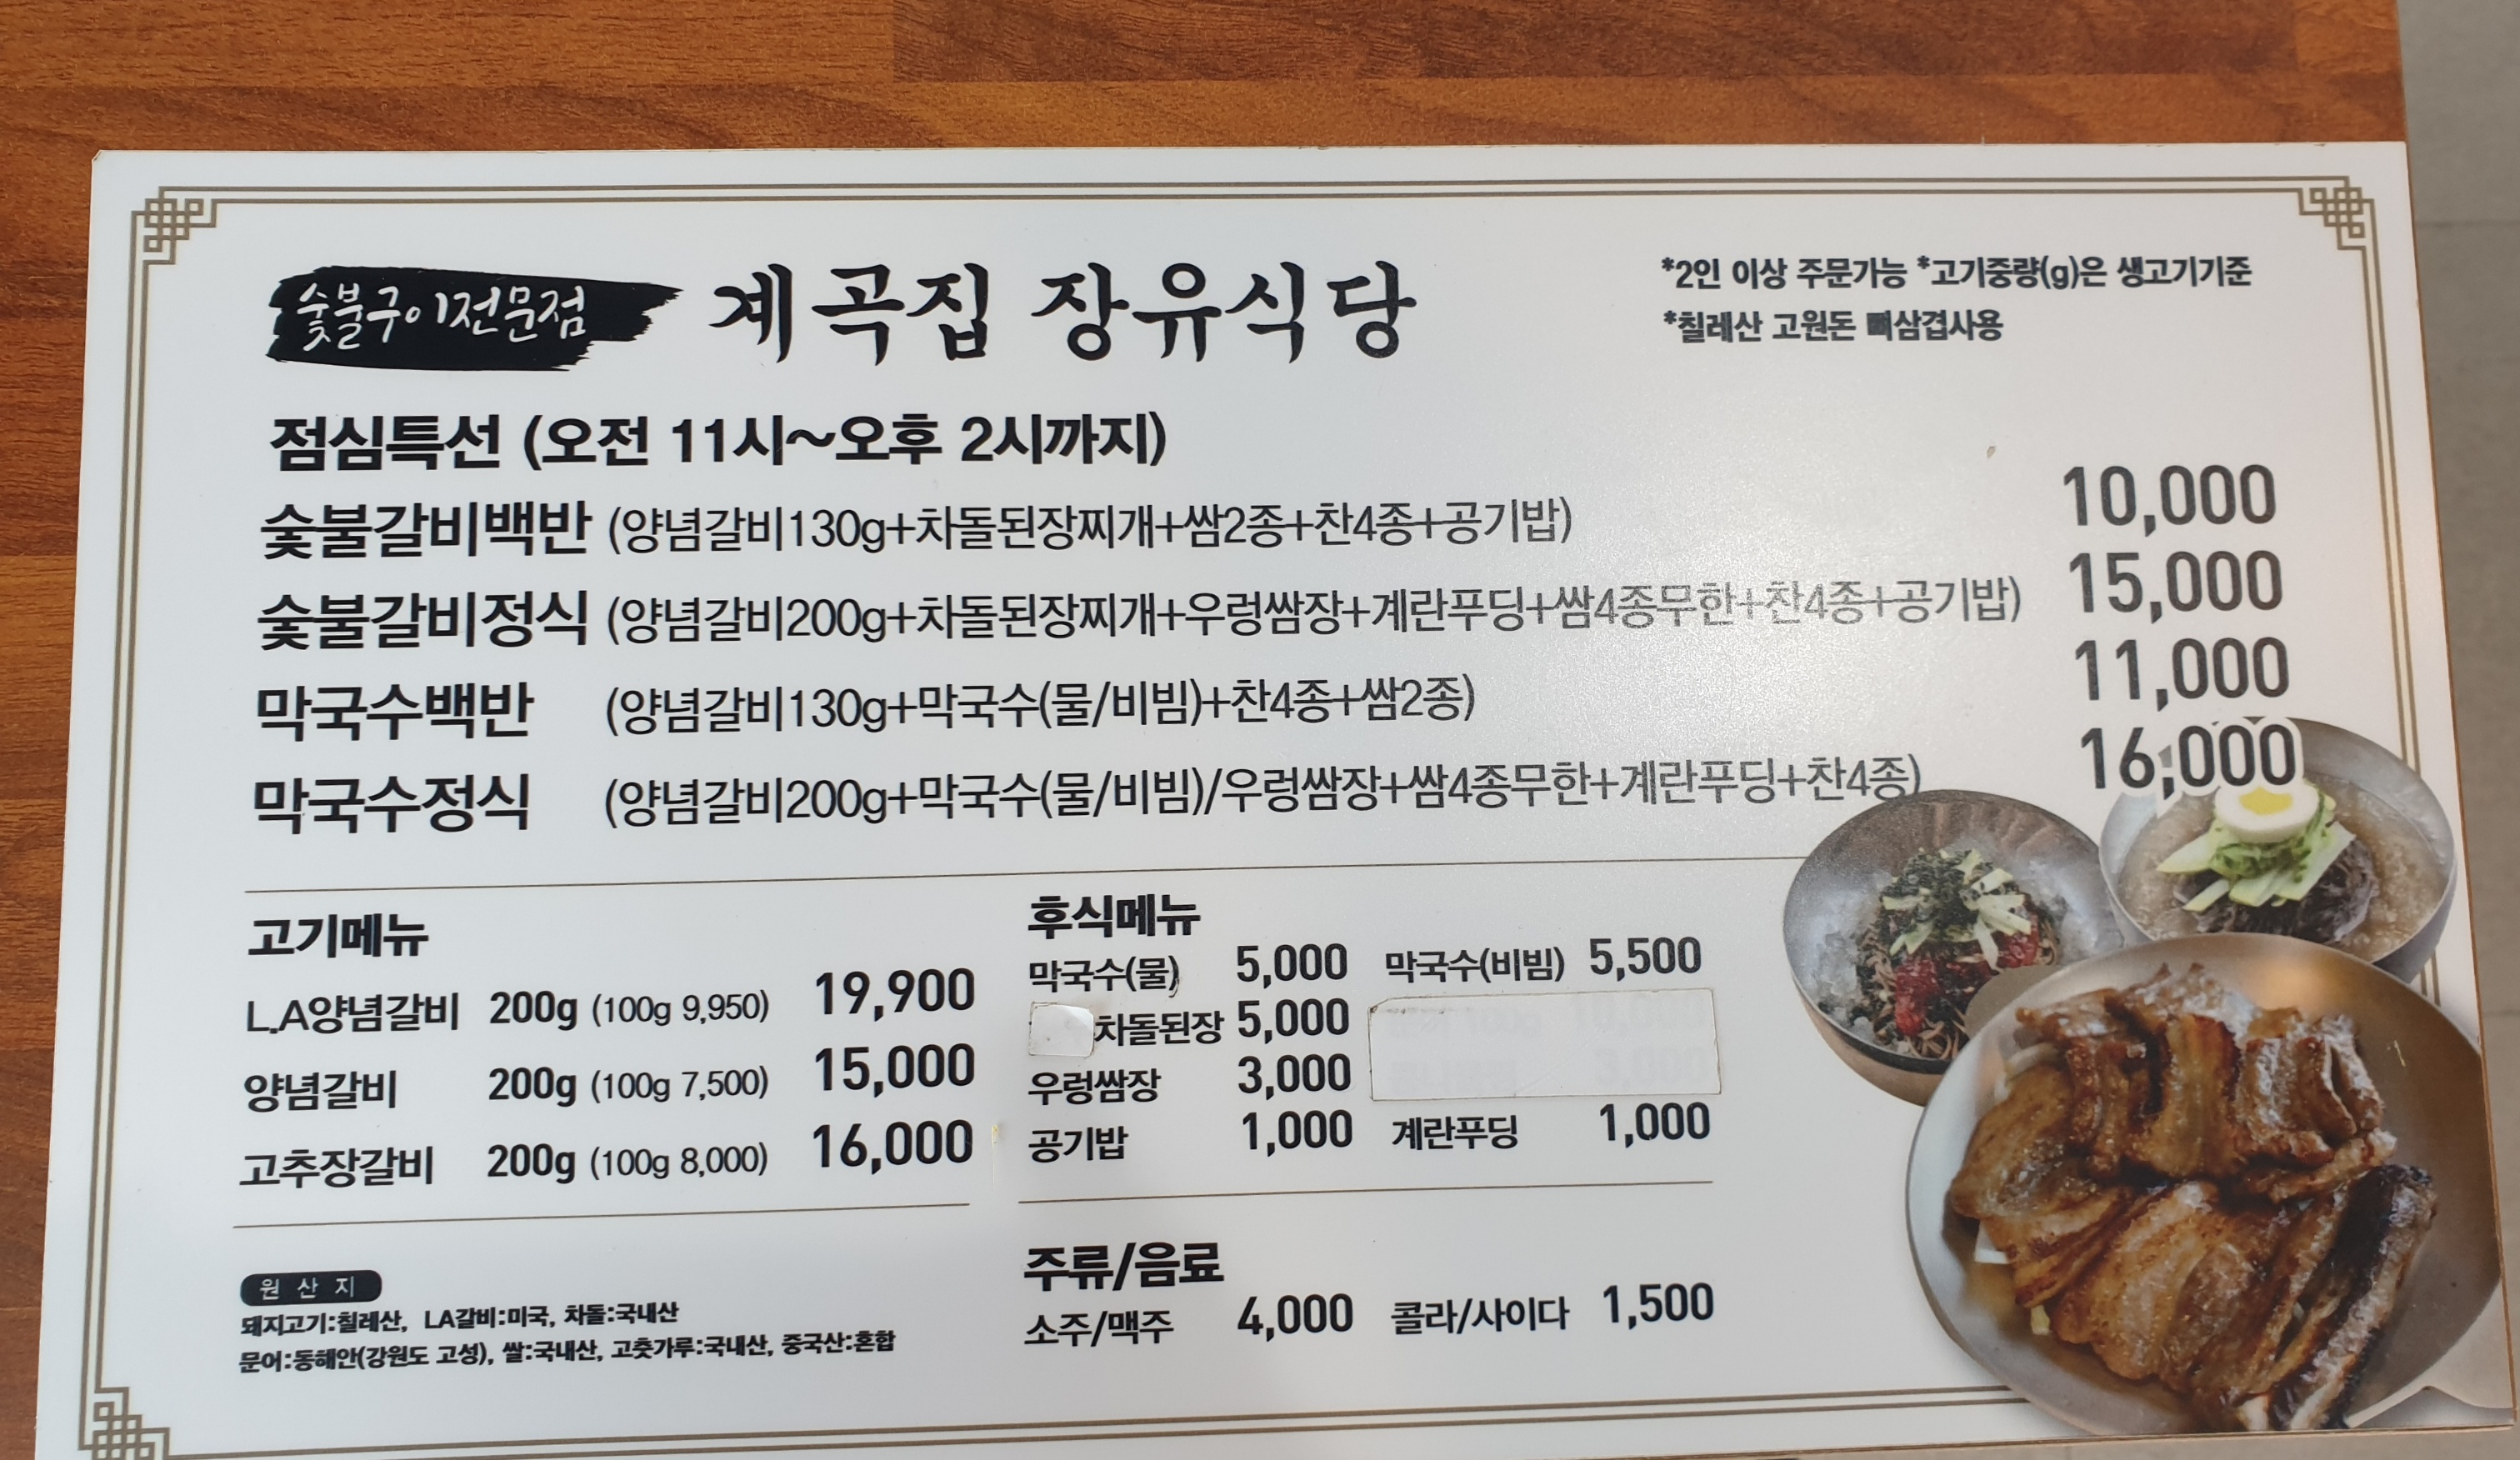 숯불구이전문점 계곡집 장유식당
*2인 이상 주문가능 *고기중량(g)은 생고기기준
*칠레산 고원돈 뼈삼겹사용
점심특선 (오전 11시~오후 2시까지)
숯불갈비백반 (양념갈비130g+차돌된장찌개+쌈2종+찬4종+공기밥) 10,000
숯불갈비정식 (양념갈비200g+차돌된장찌개+우렁쌈장+계란푸딩+쌈4종무한+찬4종+공기밥) 15,000
막국수백반 (양념갈비130g+막국수(물/비빔)+찬4종+쌈2종) 11,000
막국수정식 (양념갈비200g+막국수(물/비빔)/우렁쌈장+쌈4종무한+계란푸딩+찬4종) 16,000
고기메뉴
L.A양념갈비 200g (100g 9,950) 19,900
양념갈비 200g (100g 7,500) 15,000
고추장갈비 200g (100g 8,000) 16,000
후식메뉴
막국수(물) 5,000 막국수(비빔) 5,500
차돌된장 5,000
우렁쌈장 3,000
공기밥 1,000 계란푸딩 1,000
주류/음료
소주/맥주 4,000 콜라/사이다 1,500
원산지
돼지고기:칠레산, LA갈비:미국, 차돌:국내산
문어:동해안(강원도 고성), 쌀:국내산, 고춧가루:국내산, 중국산:혼합